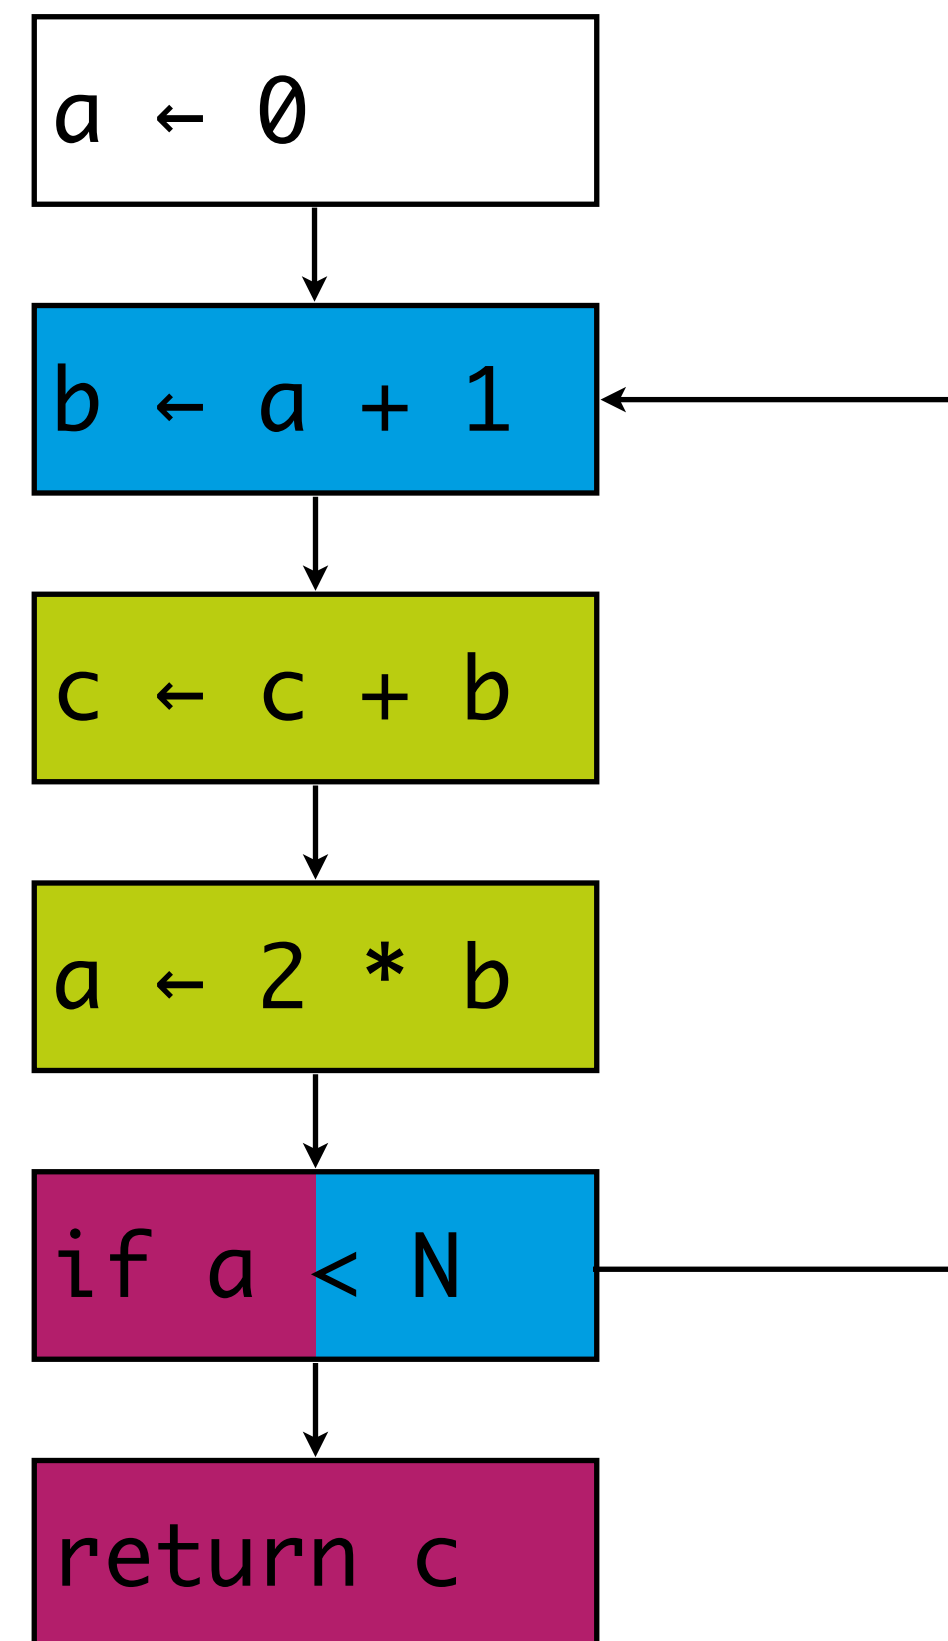 a ← 0
b ← a + 1
c ← c + b
a ← 2 * b
if a < N
return c